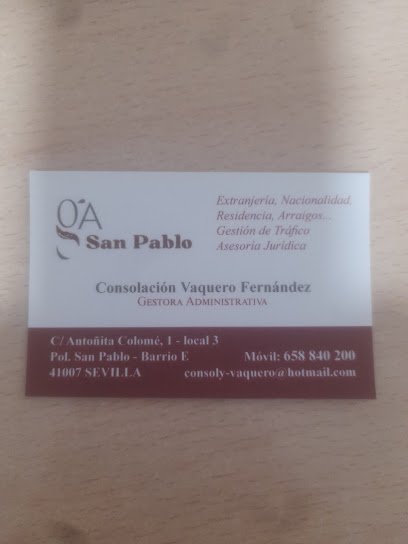 GA
San Pablo
Extranjería, Nacionalidad,
Residencia, Arraigos...
Gestión de Tráfico
Asesoría Jurídica
Consolación Vaquero Fernández
GESTORA ADMINISTRATIVA
C/ Antoñita Colomé, 1 - local 3
Pol. San Pablo - Barrio E
Móvil: 658 840 200
41007 SEVILLA
consoly-vaquero@hotmail.com